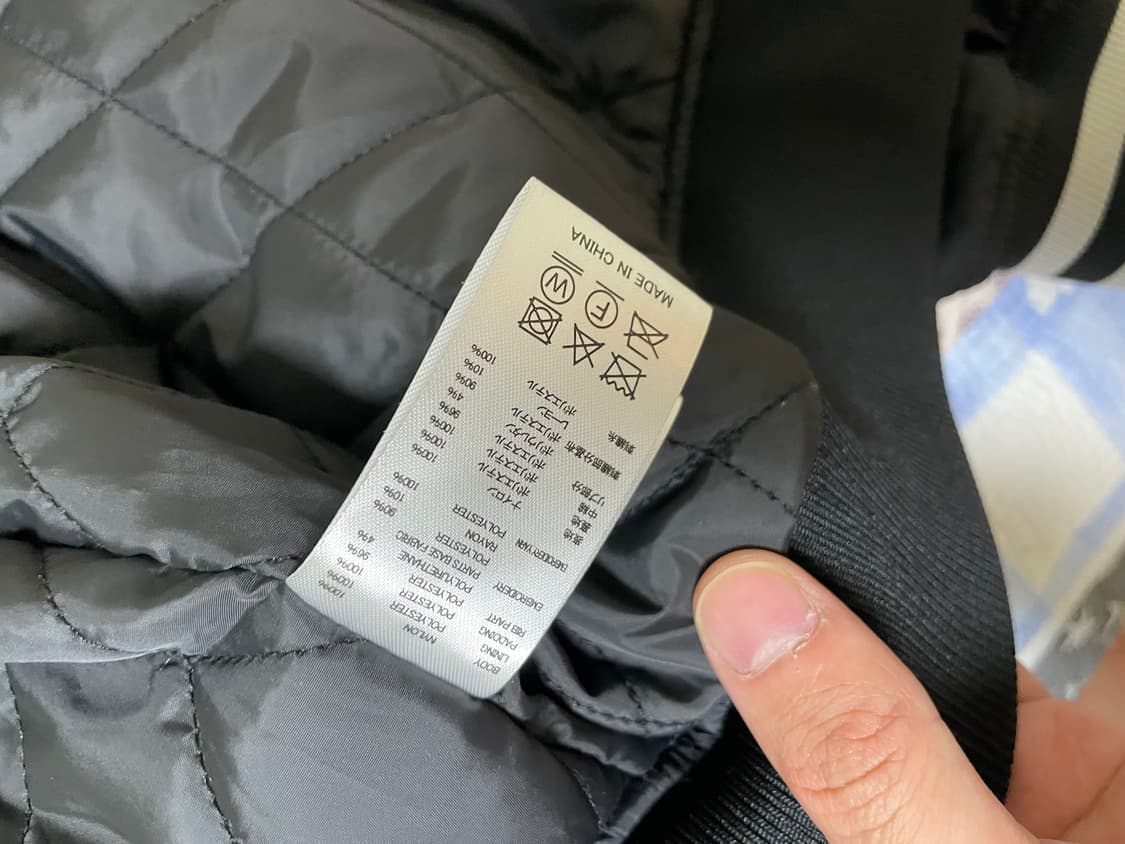 BODY NYLON 100%
LINING POLYESTER 100%
PADDING POLYESTER 100%
RIB PART POLYESTER 96%
POLYURETHANE 4%
EMBROIDERY PARTS BASE FABRIC
POLYESTER 90%
RAYON 10%
POLYESTER 100%
表地 ナイロン 100%
裏地 ポリエステル 100%
中綿 ポリエステル
リブ部分 ポリエステル 96%
ポリウレタン 4%
刺繍部分基布 ポリエステル 90%
レーヨン 10%
刺繍糸 ポリエステル 100%
F W
MADE IN CHINA